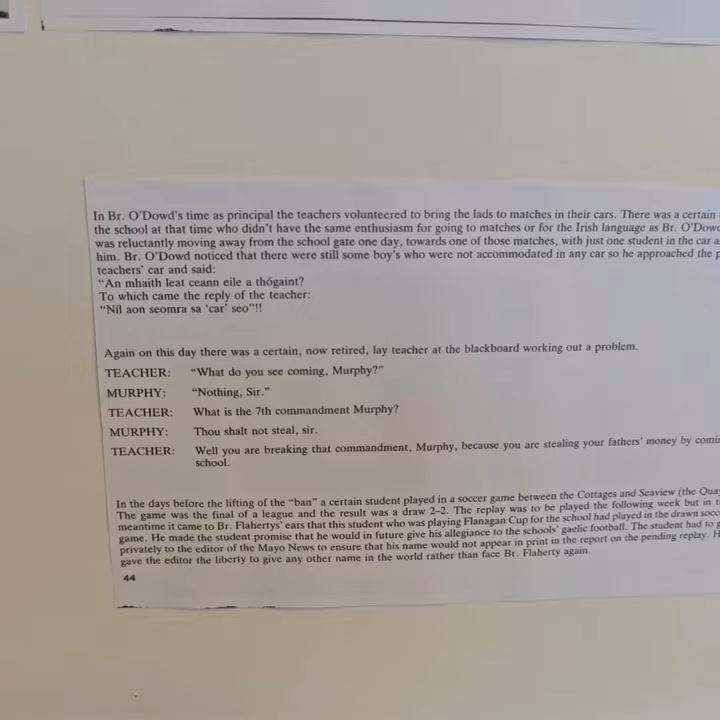 In Br. O'Dowd's time as principal the teachers volunteered to bring the lads to matches in their cars. There was a certain
the school at that time who didn't have the same enthusiasm for going to matches or for the Irish language as Br. O'Dowd
was reluctantly moving away from the school gate one day, towards one of those matches, with just one student in the car
him. Br. O'Dowd noticed that there were still some boy's who were not accommodated in any car so he approached the
teachers' car and said:
"An mhaith leat ceann eile a thógaint?
To which came the reply of the teacher:
"Níl aon seomra sa 'car' seo"!!
Again on this day there was a certain, now retired, lay teacher at the blackboard working out a problem.
TEACHER: "What do you see coming, Murphy?"
MURPHY: "Nothing, Sir."
TEACHER: What is the 7th commandment Murphy?
MURPHY: Thou shalt not steal, sir.
TEACHER: Well you are breaking that commandment, Murphy, because you are stealing your fathers' money by
school.
In the days before the lifting of the "ban" a certain student played in a soccer game between the Cottages and Seaview (the
The game was the final of a league and the result was a draw 2–2. The replay was to be played the following week but in
meantime it came to Br. Flahertys' ears that this student who was playing Flanagan Cup for the school had played in the drawn
game. He made the student promise that he would in future give his allegiance to the schools' gaelic football. The student had to
privately to the editor of the Mayo News to ensure that his name would not appear in print in the report on the pending replay.
gave the editor the liberty to give any other name in the world rather than face Br. Flaherty again.
44